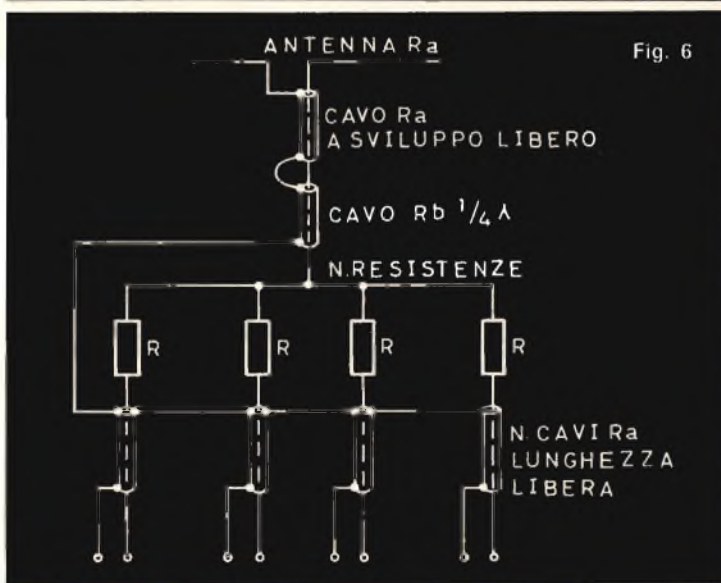 ANTENNA Ra
Fig. 6
CAVO Ra
A SVILUPPO LIBERO
CAVO Rb 1/4 λ
N.RESISTENZE
R
R
R
R
N.CAVI Ra
LUNGHEZZA
LIBERA